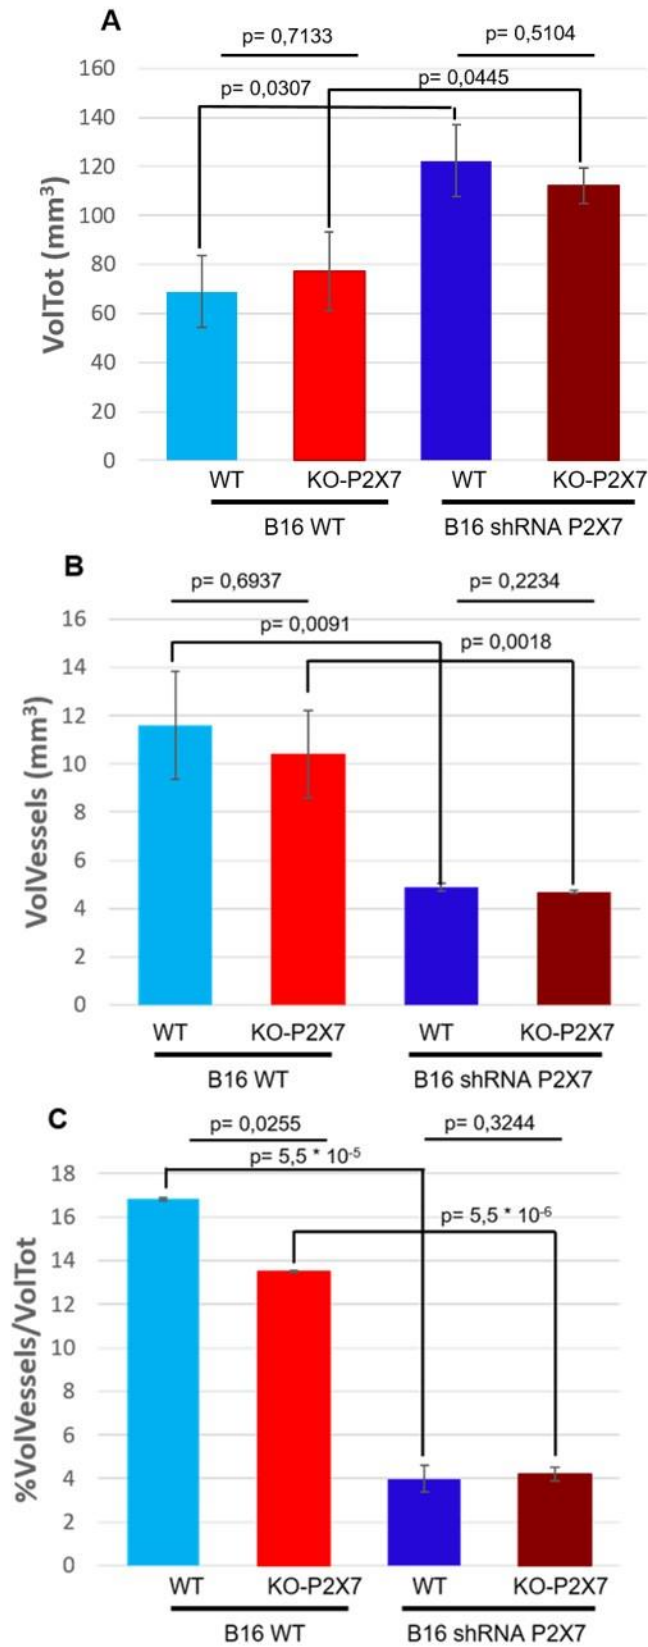 A
p= 0,7133
p= 0,5104
160
p= 0,0307
p= 0,0445
140
120
100
80
60
40
20
0
VolTot (mm³)
WT
KO-P2X7
WT
KO-P2X7
B16 WT
B16 shRNA P2X7
B
p= 0,6937
p= 0,2234
16
p= 0,0091
p= 0,0018
14
12
10
8
6
4
2
0
VolVessels (mm³)
WT
KO-P2X7
WT
KO-P2X7
B16 WT
B16 shRNA P2X7
C
p= 0,0255
p= 0,3244
p= 5,5 * 10⁻⁵
18
p= 5,5 * 10⁻⁶
16
14
12
10
8
6
4
2
0
%VolVessels/VolTot
WT
KO-P2X7
WT
KO-P2X7
B16 WT
B16 shRNA P2X7